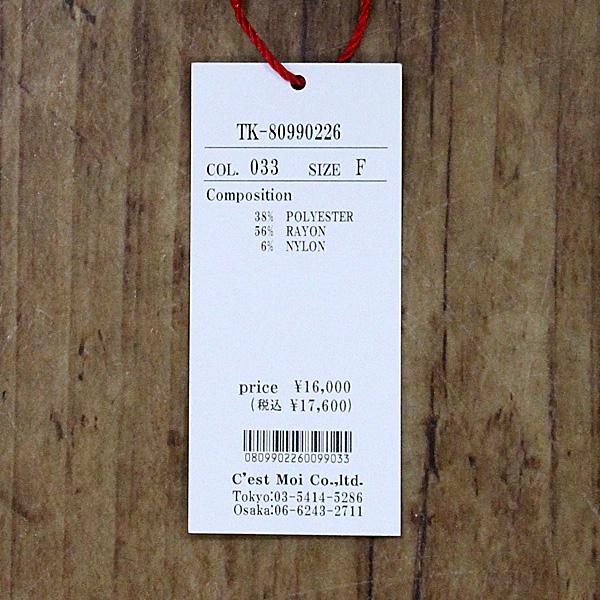 TK-80990226
COL. 033 SIZE F
Composition
38% POLYESTER
56% RAYON
6% NYLON
price ¥16,000
(税込 ¥17,600)
0809902260099033
C'est Moi Co.,ltd.
Tokyo:03-5414-5286
Osaka:06-6243-2711